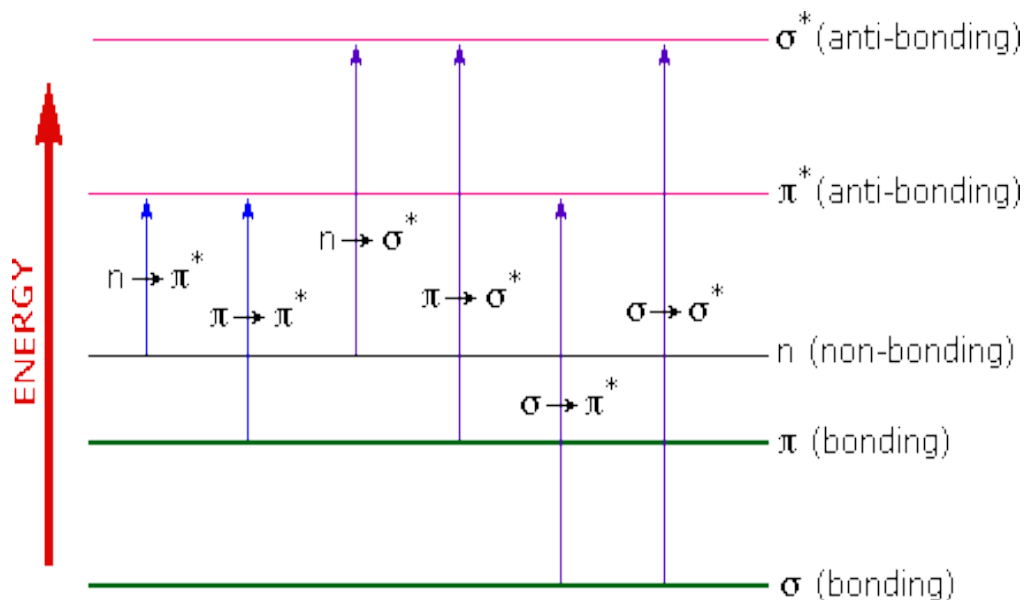 σ* (anti-bonding)
π* (anti-bonding)
n → σ*
n → π*
π → σ*
π → π*
σ → σ*
ENERGY
n (non-bonding)
σ → π*
π (bonding)
σ (bonding)